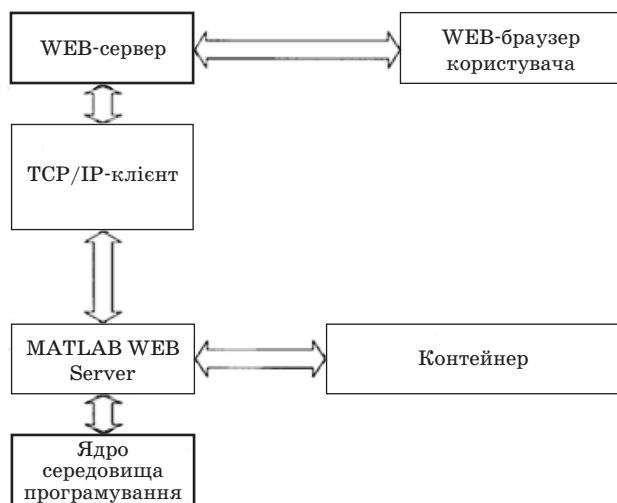 WEB-сервер
WEB-браузер
користувача
TCP/IP-клієнт
MATLAB WEB
Server
Контейнер
Ядро
середовища
програмування